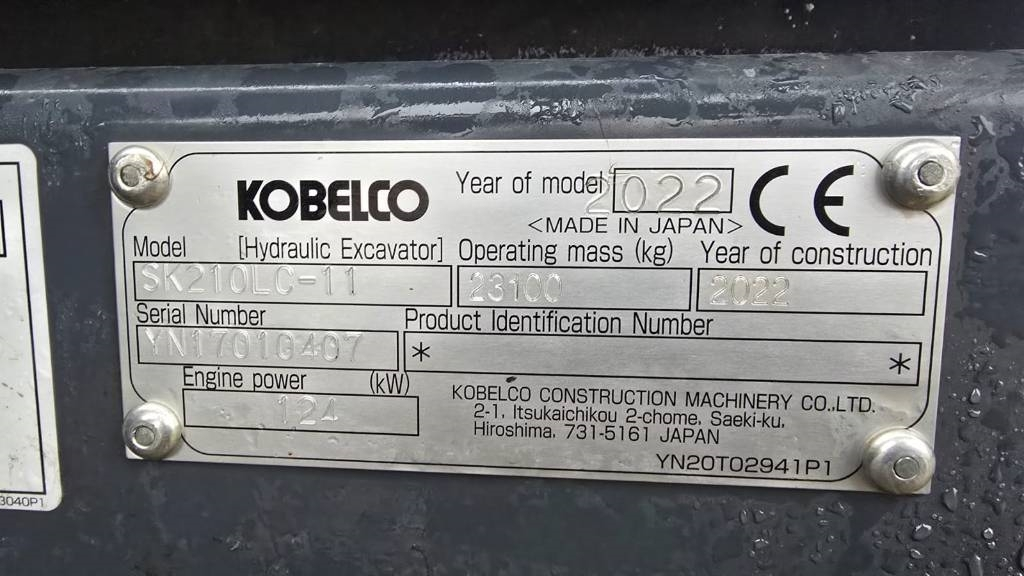 KOBELCO
Year of model 2022
<MADE IN JAPAN>
CE
Model [Hydraulic Excavator] Operating mass (kg) Year of construction
SK210LC-11 23100 2022
Serial Number Product Identification Number
YN17010407 * *
Engine power (kW)
124
KOBELCO CONSTRUCTION MACHINERY CO.,LTD.
2-1, Itsukaichikou 2-chome, Saeki-ku,
Hiroshima, 731-5161 JAPAN
YN20T02941P1
3040P1